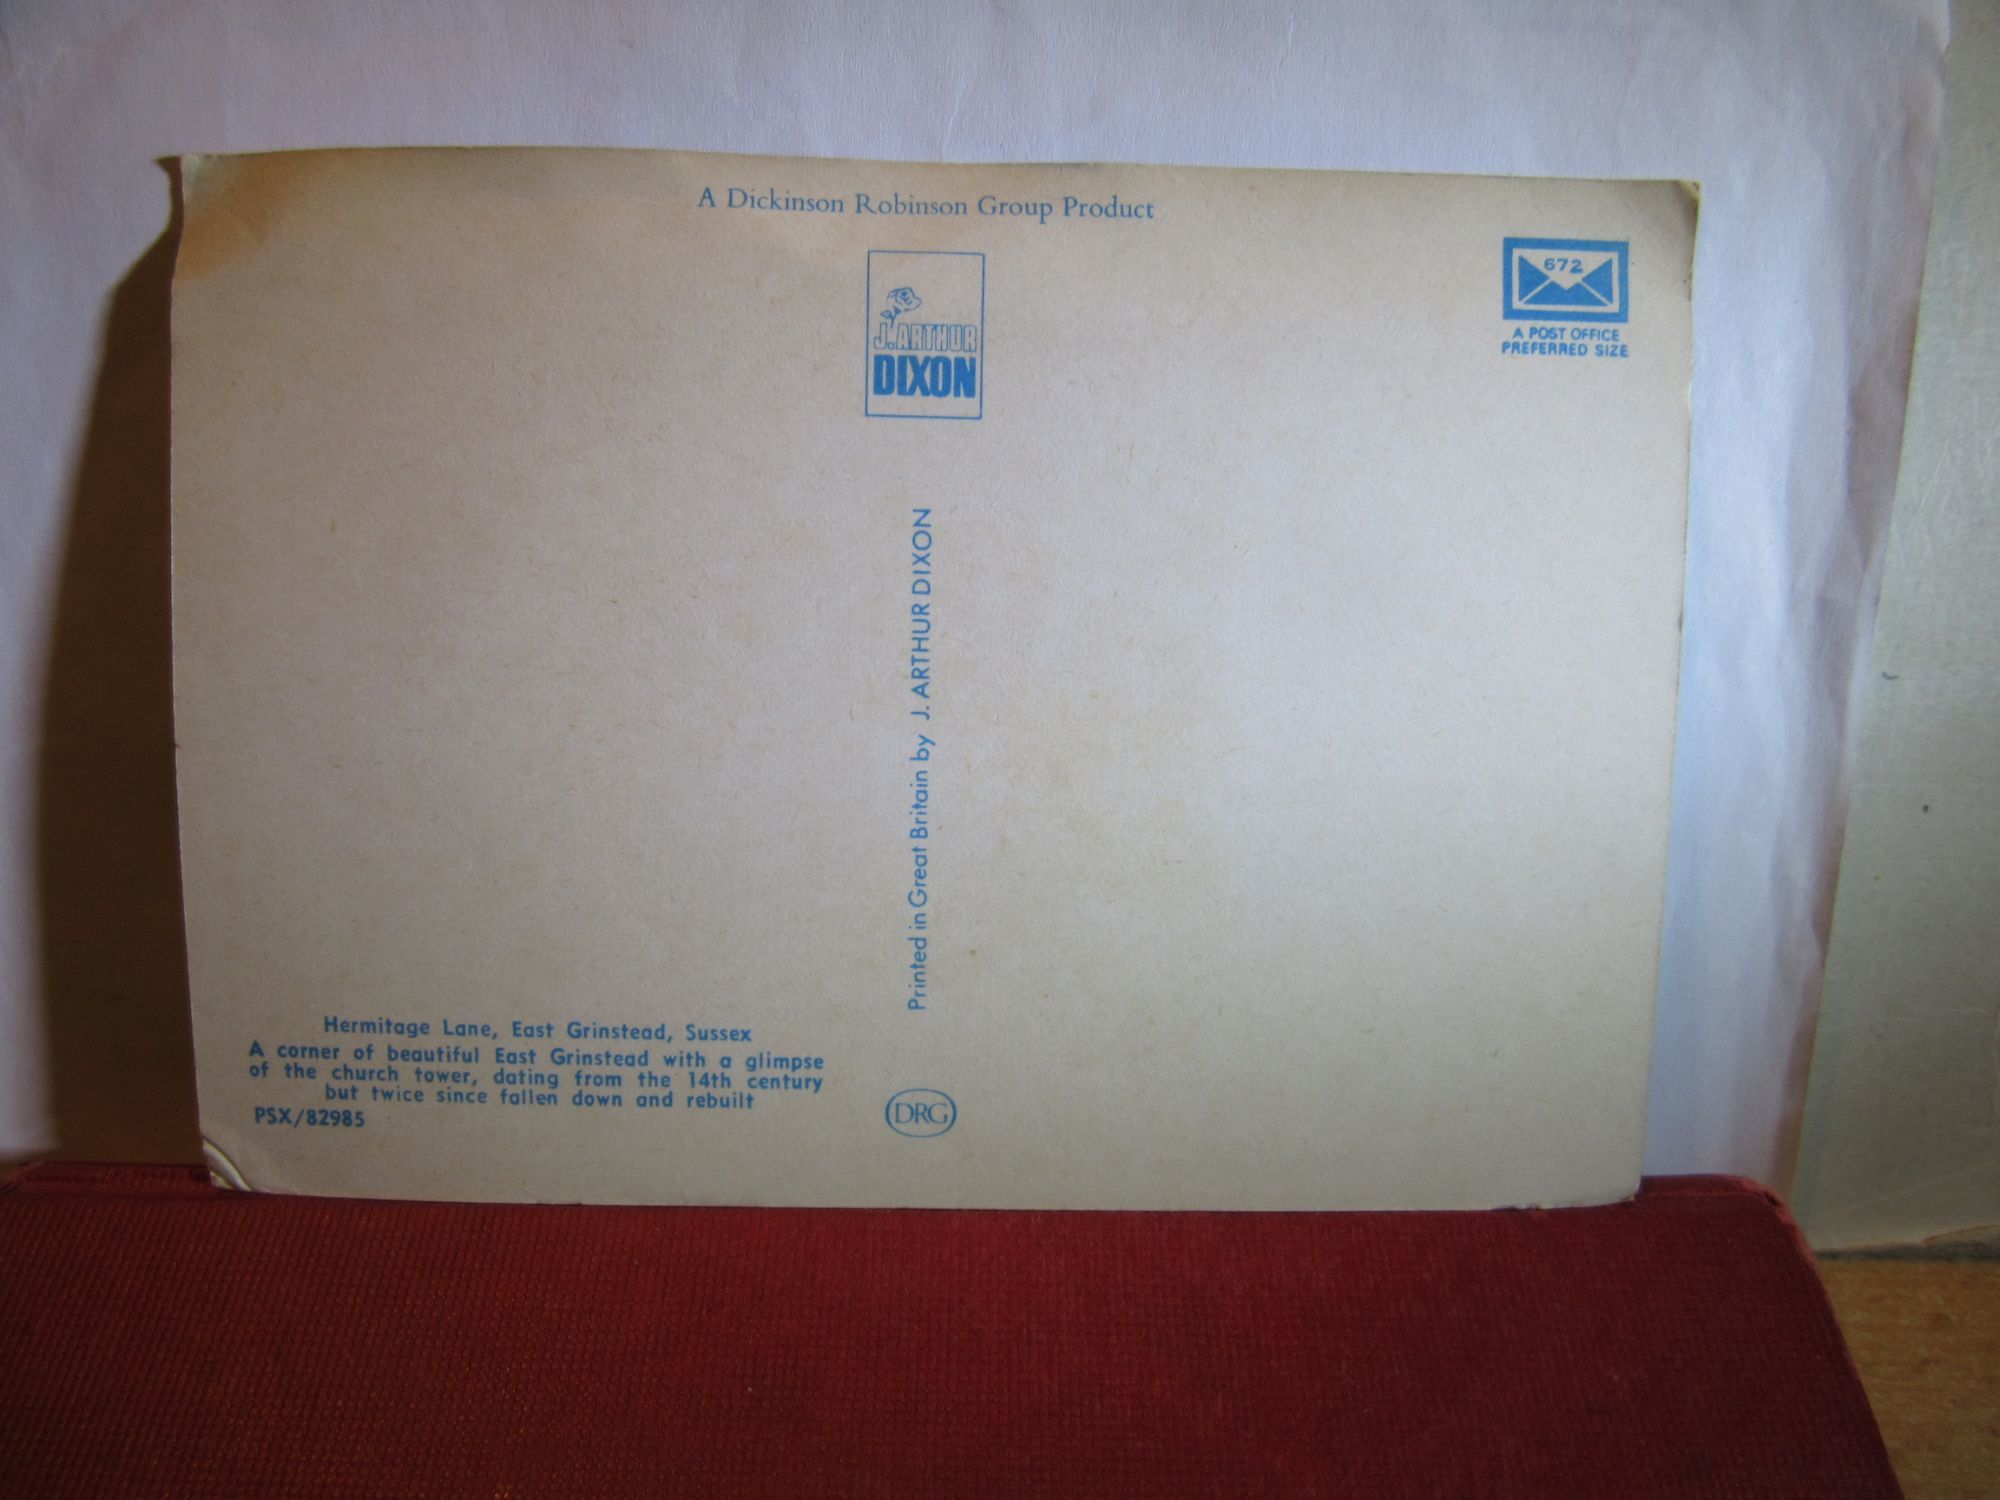 A Dickinson Robinson Group Product
J. ARTHUR
DIXON
672
A POST OFFICE
PREFERRED SIZE
Printed in Great Britain by J. ARTHUR DIXON
Hermitage Lane, East Grinstead, Sussex
A corner of beautiful East Grinstead with a glimpse
of the church tower, dating from the 14th century
but twice since fallen down and rebuilt
PSX/82985
DRG